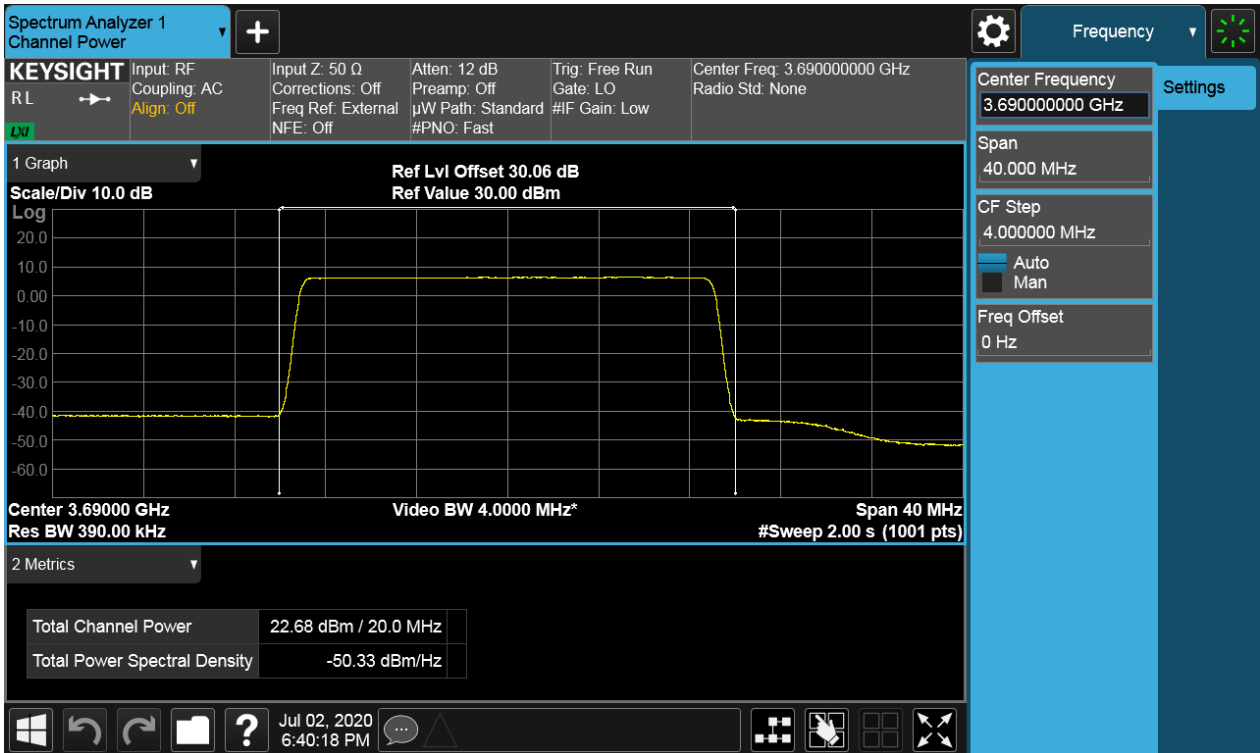 Spectrum Analyzer 1
Channel Power
+
Frequency
KEYSIGHT
RL
LXI
Input: RF
Coupling: AC
Align: Off
Input Z: 50 Ω
Corrections: Off
Freq Ref: External
NFE: Off
Atten: 12 dB
Preamp: Off
µW Path: Standard
#PNO: Fast
Trig: Free Run
Gate: LO
#IF Gain: Low
Center Freq: 3.690000000 GHz
Radio Std: None
Center Frequency
3.690000000 GHz
Settings
Span
40.000 MHz
CF Step
4.000000 MHz
Auto
Man
Freq Offset
0 Hz
1 Graph
Scale/Div 10.0 dB
Ref Lvl Offset 30.06 dB
Ref Value 30.00 dBm
Log
20.0
10.0
0.00
-10.0
-20.0
-30.0
-40.0
-50.0
-60.0
Center 3.69000 GHz
Video BW 4.0000 MHz*
Span 40 MHz
Res BW 390.00 kHz
#Sweep 2.00 s (1001 pts)
2 Metrics
Total Channel Power 22.68 dBm / 20.0 MHz
Total Power Spectral Density -50.33 dBm/Hz
?
Jul 02, 2020
6:40:18 PM